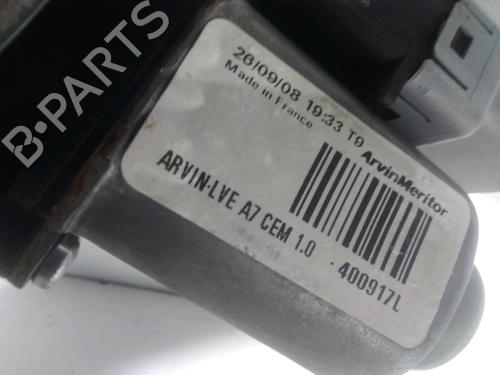 26/09/08 19:33 T9
Made in France
ArvinMeritor
ARVIN-LVE A7 CEM 1.0
400917L
B-PARTS